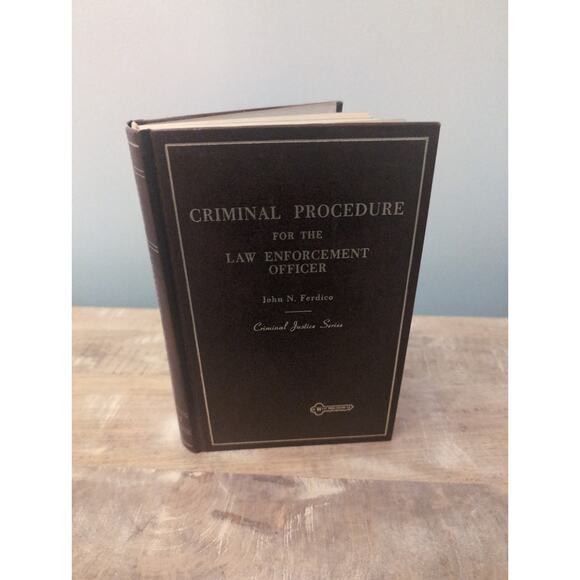 CRIMINAL PROCEDURE
FOR THE
LAW ENFORCEMENT
OFFICER
John N. Ferdico
Criminal Justice Series